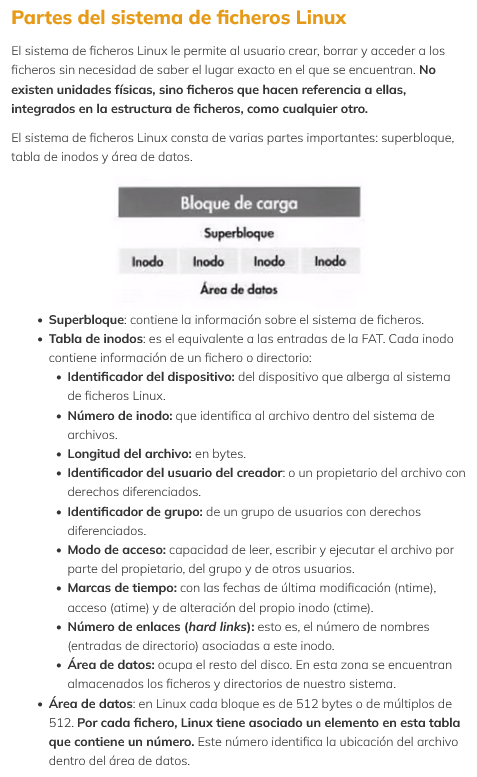 Partes del sistema de ficheros Linux
El sistema de ficheros Linux le permite al usuario crear, borrar y acceder a los
ficheros sin necesidad de saber el lugar exacto en el que se encuentran. No
existen unidades físicas, sino ficheros que hacen referencia a ellas,
integrados en la estructura de ficheros, como cualquier otro.
El sistema de ficheros Linux consta de varias partes importantes: superbloque,
tabla de inodos y área de datos.
Bloque de carga
Superbloque
Inodo Inodo Inodo Inodo
Área de datos
• Superbloque: contiene la información sobre el sistema de ficheros.
• Tabla de inodos: es el equivalente a las entradas de la FAT. Cada inodo
contiene información de un fichero o directorio:
• Identificador del dispositivo: del dispositivo que alberga al sistema
de ficheros Linux.
• Número de inodo: que identifica al archivo dentro del sistema de
archivos.
• Longitud del archivo: en bytes.
• Identificador del usuario del creador: o un propietario del archivo con
derechos diferenciados.
• Identificador de grupo: de un grupo de usuarios con derechos
diferenciados.
• Modo de acceso: capacidad de leer, escribir y ejecutar el archivo por
parte del propietario, del grupo y de otros usuarios.
• Marcas de tiempo: con las fechas de última modificación (ntime),
acceso (atime) y de alteración del propio inodo (ctime).
• Número de enlaces (hard links): esto es, el número de nombres
(entradas de directorio) asociadas a este inodo.
• Área de datos: ocupa el resto del disco. En esta zona se encuentran
almacenados los ficheros y directorios de nuestro sistema.
• Área de datos: en Linux cada bloque es de 512 bytes o de múltiplos de
512. Por cada fichero, Linux tiene asociado un elemento en esta tabla
que contiene un número. Este número identifica la ubicación del archivo
dentro del área de datos.